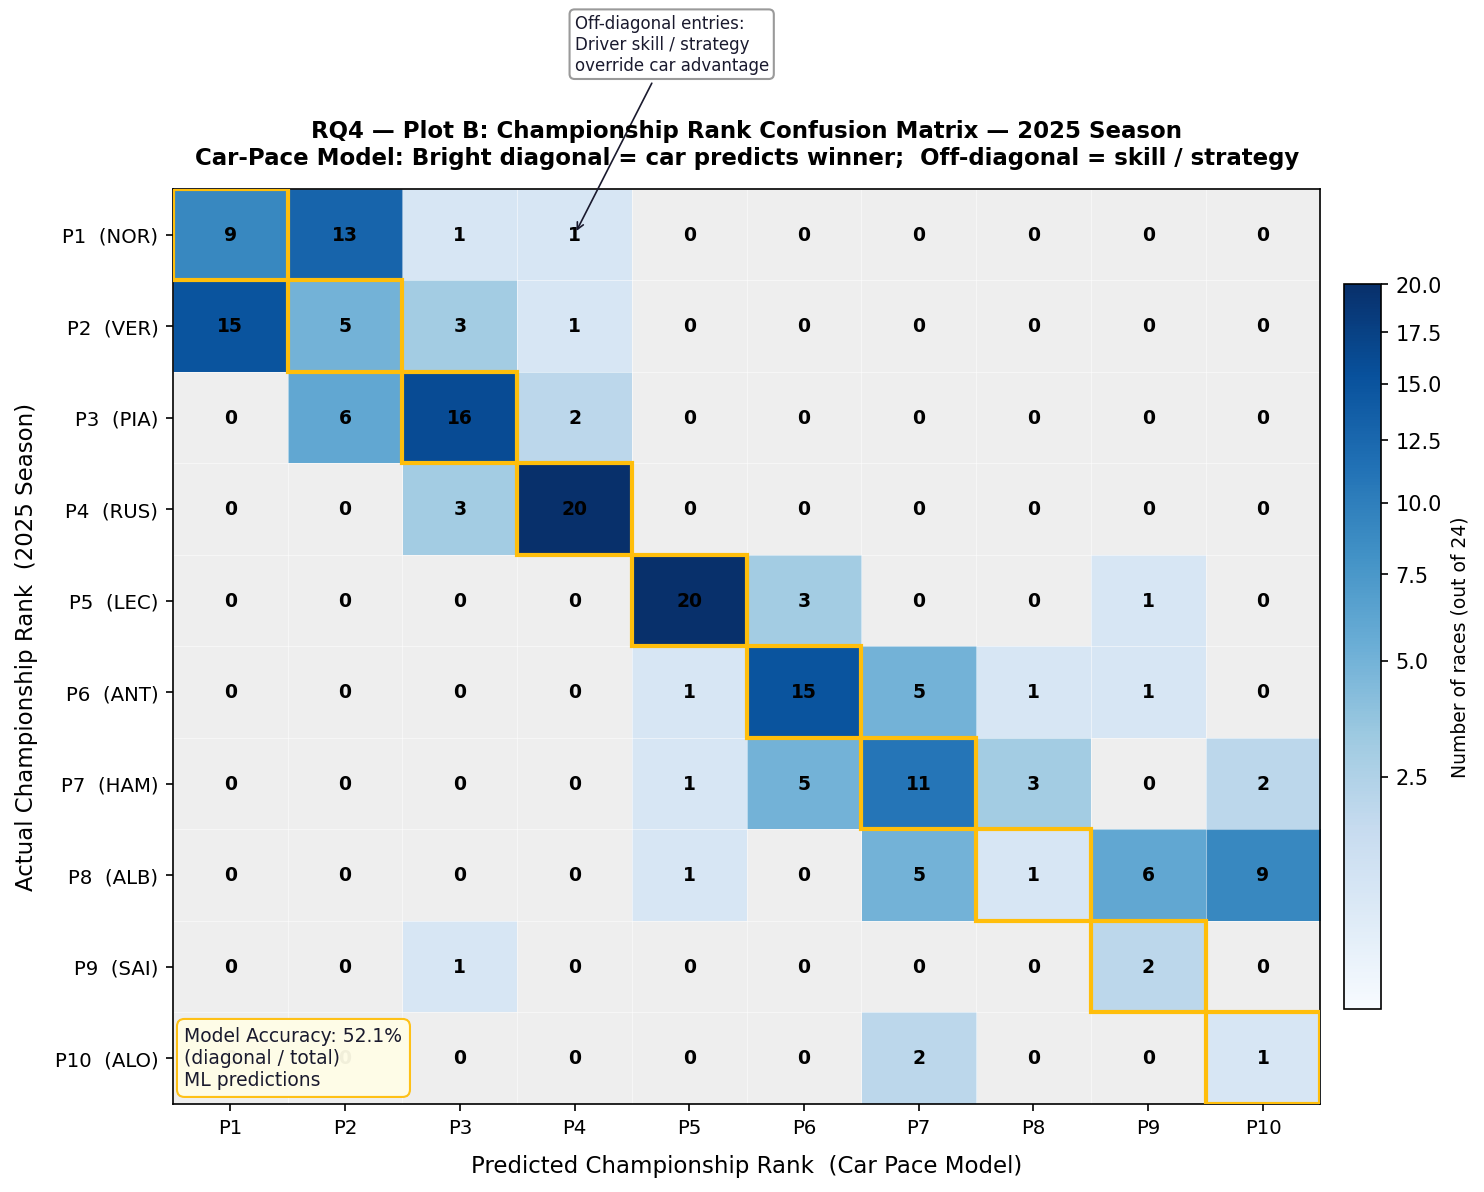 Off-diagonal entries:
Driver skill / strategy
override car advantage
RQ4 — Plot B: Championship Rank Confusion Matrix — 2025 Season
Car-Pace Model: Bright diagonal = car predicts winner;  Off-diagonal = skill / strategy
P1 (NOR) 9 13 1 1 0 0 0 0 0 0
P2 (VER) 15 5 3 1 0 0 0 0 0 0
P3 (PIA) 0 6 16 2 0 0 0 0 0 0
P4 (RUS) 0 0 3 20 0 0 0 0 0 0
P5 (LEC) 0 0 0 0 20 3 0 0 1 0
P6 (ANT) 0 0 0 0 1 15 5 1 1 0
P7 (HAM) 0 0 0 0 1 5 11 3 0 2
P8 (ALB) 0 0 0 0 1 0 5 1 6 9
P9 (SAI) 0 0 1 0 0 0 0 0 2 0
P10 (ALO) 0 0 0 0 2 0 0 1
Model Accuracy: 52.1%
(diagonal / total)
ML predictions
P1 P2 P3 P4 P5 P6 P7 P8 P9 P10
Predicted Championship Rank (Car Pace Model)
Actual Championship Rank (2025 Season)
20.0
17.5
15.0
12.5
10.0
7.5
5.0
2.5
Number of races (out of 24)